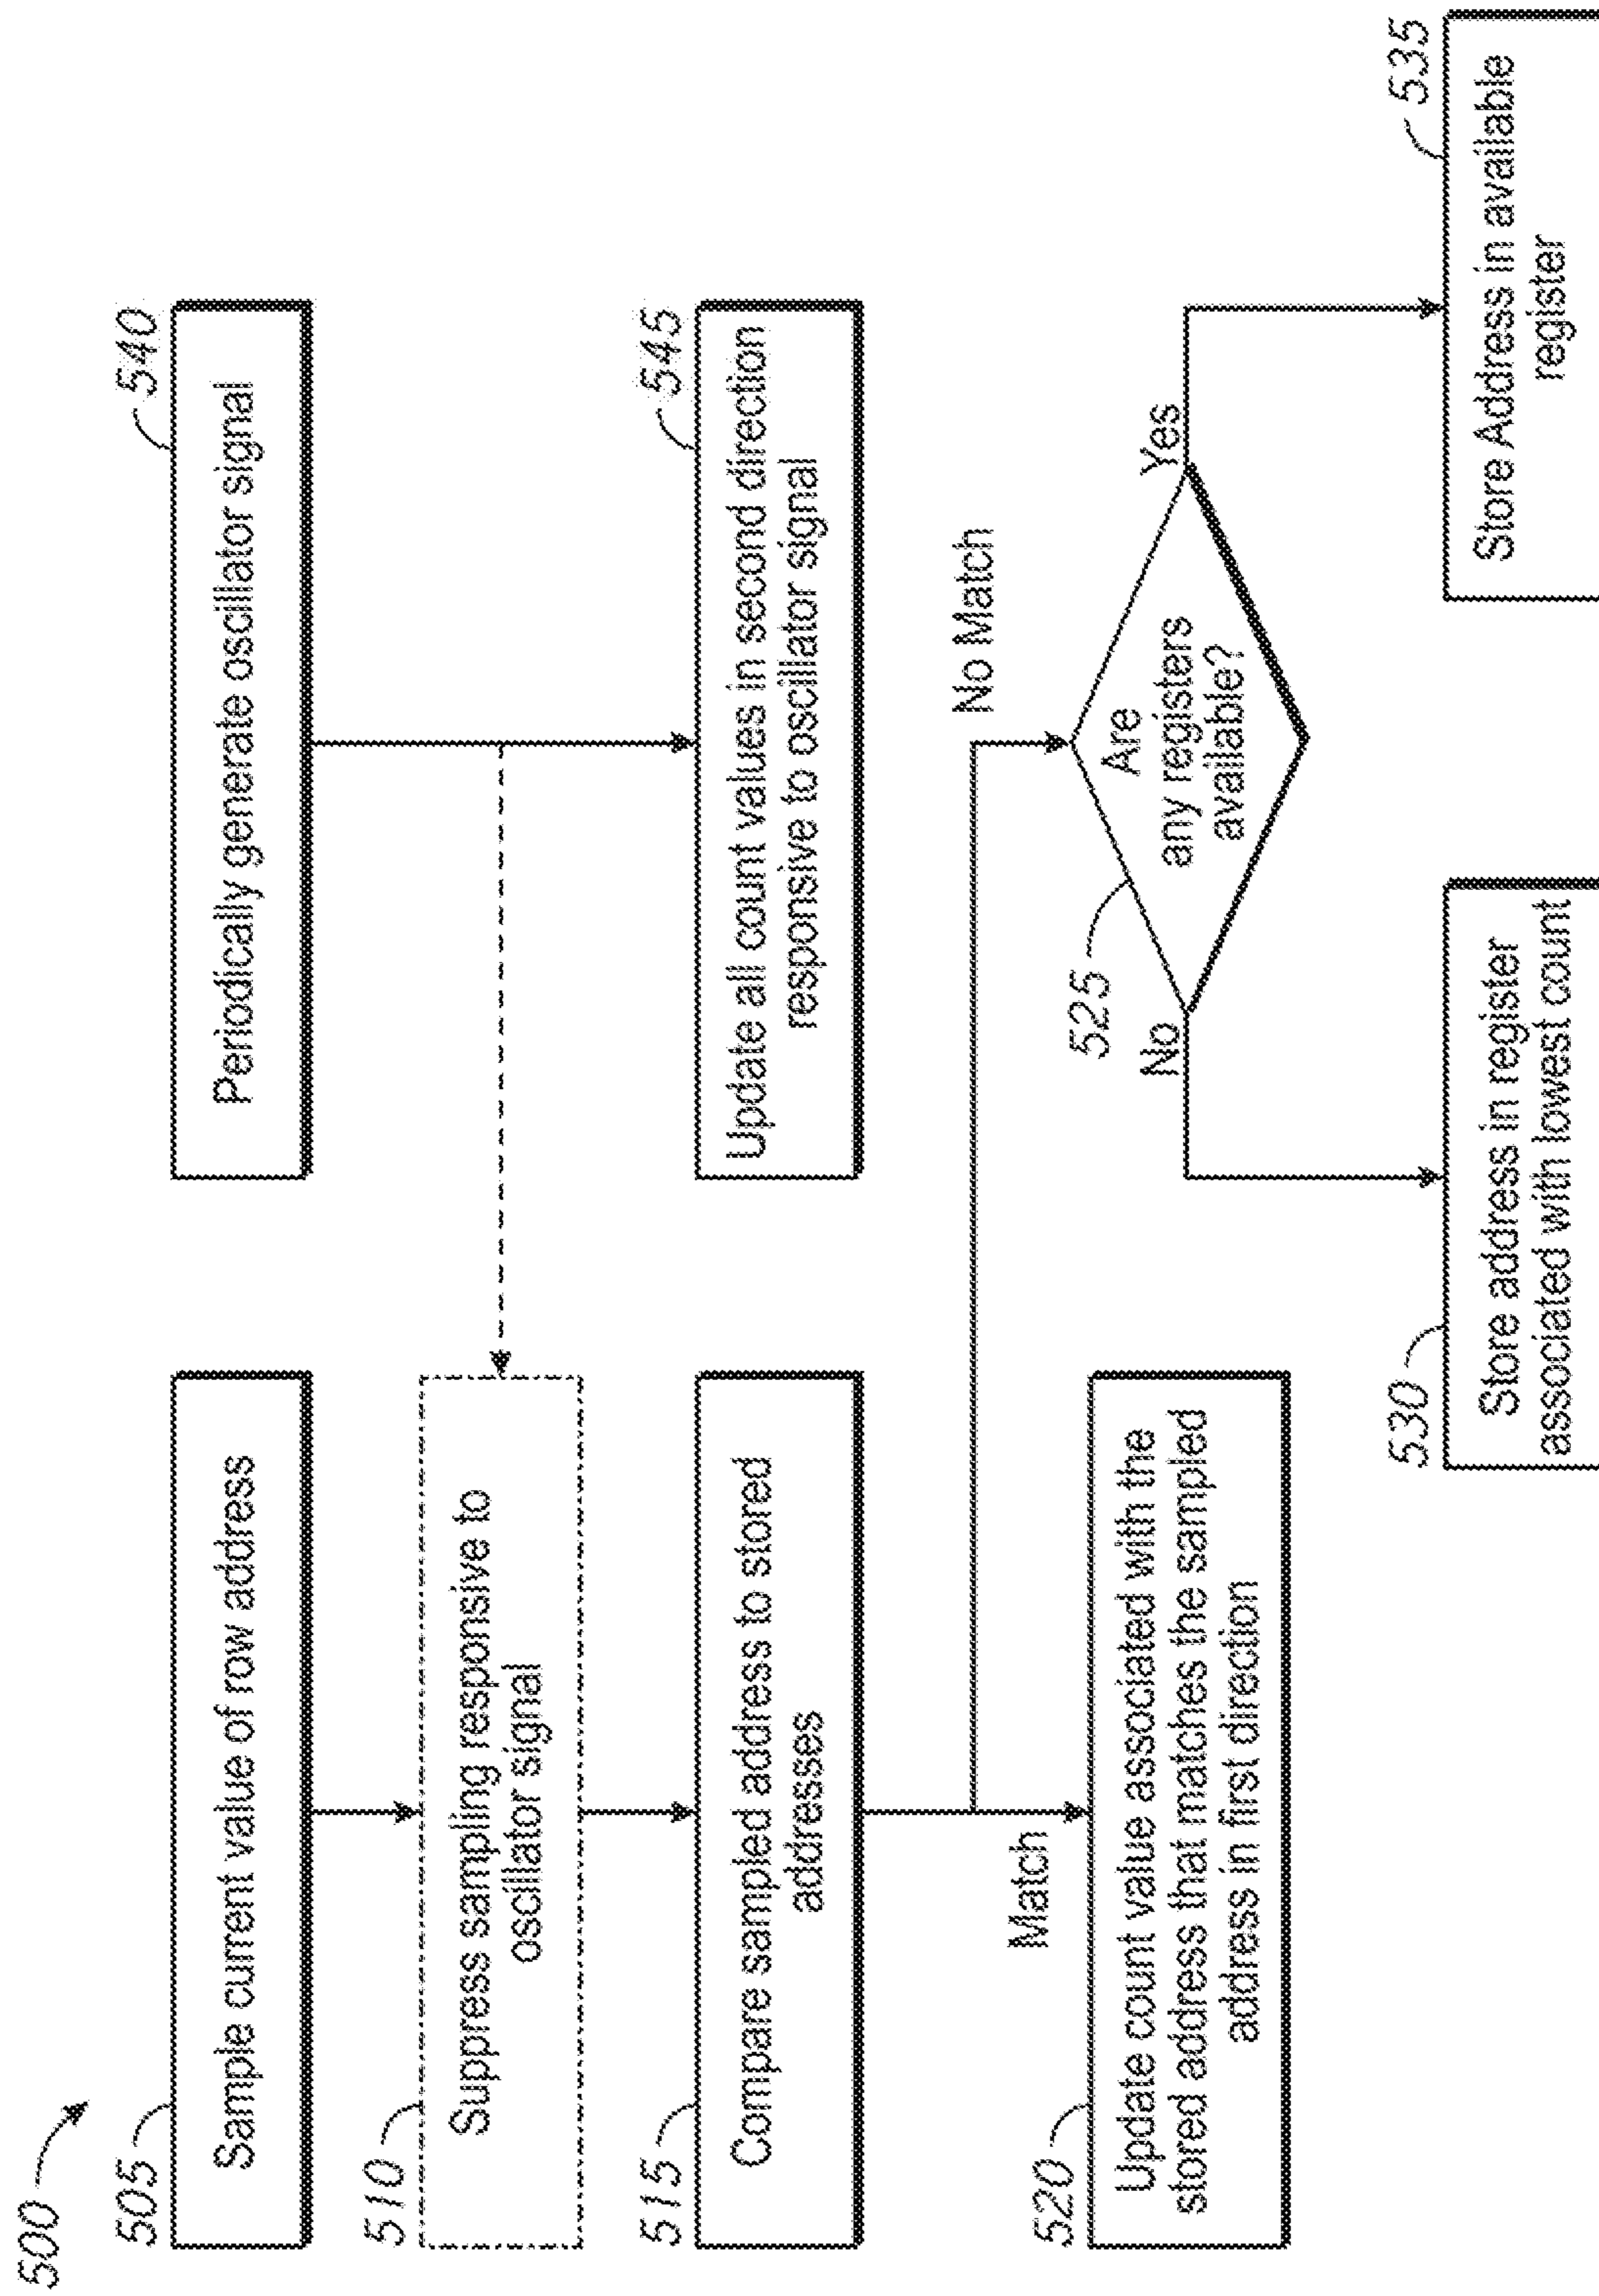 500
505
Sample current value of row address
510
Suppress sampling responsive to
oscillator signal
515
Compare sampled address to stored
addresses
Match
520
Update count value associated with the
stored address that matches the sampled
address in first direction
540
Periodically generate oscillator signal
545
Update all count values in second direction
responsive to oscillator signal
No Match
525
Are
any registers
available?
No
Yes
530
Store address in register
associated with lowest count
535
Store Address in available
register